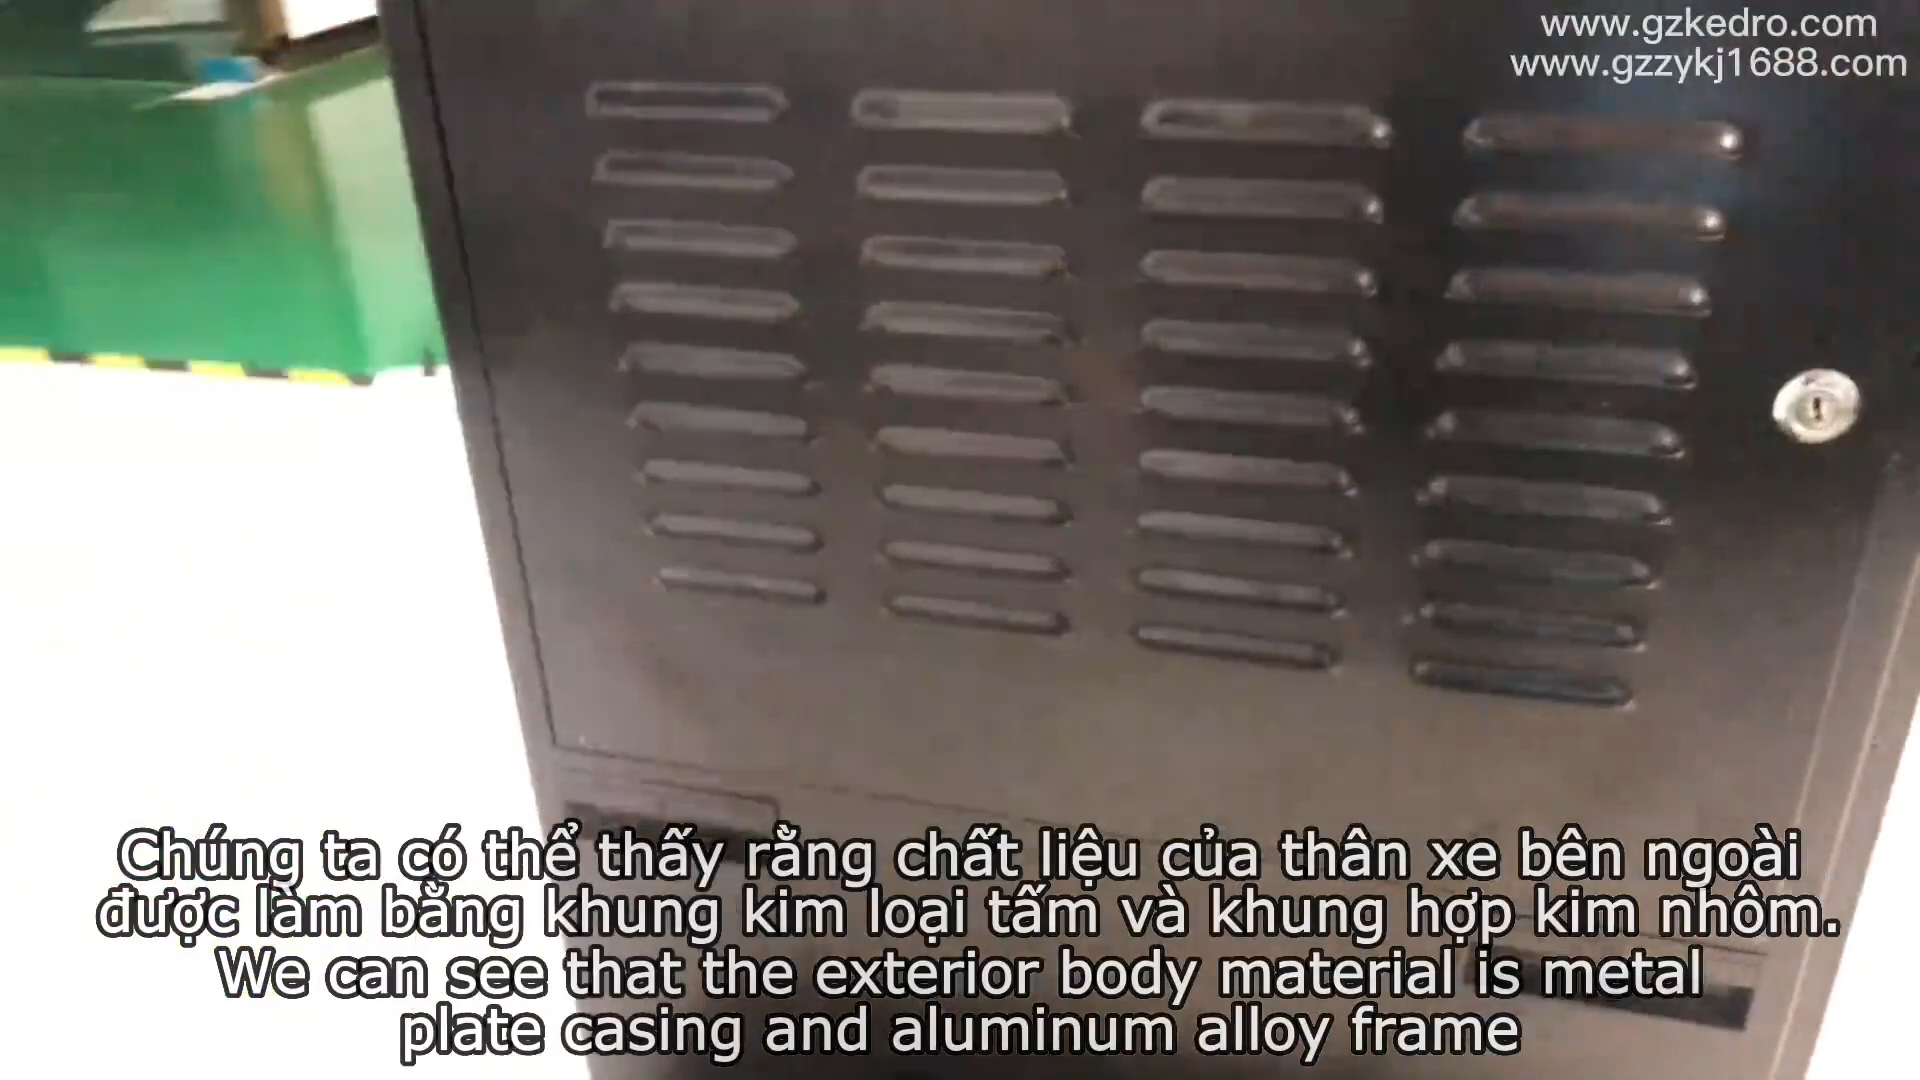 www.gzkedro.com
www.gzzykj1688.com
Chúng ta có thể thấy rằng chất liệu của thân xe bên ngoài
được làm bằng khung kim loại tấm và khung hợp kim nhôm.
We can see that the exterior body material is metal
plate casing and aluminum alloy frame